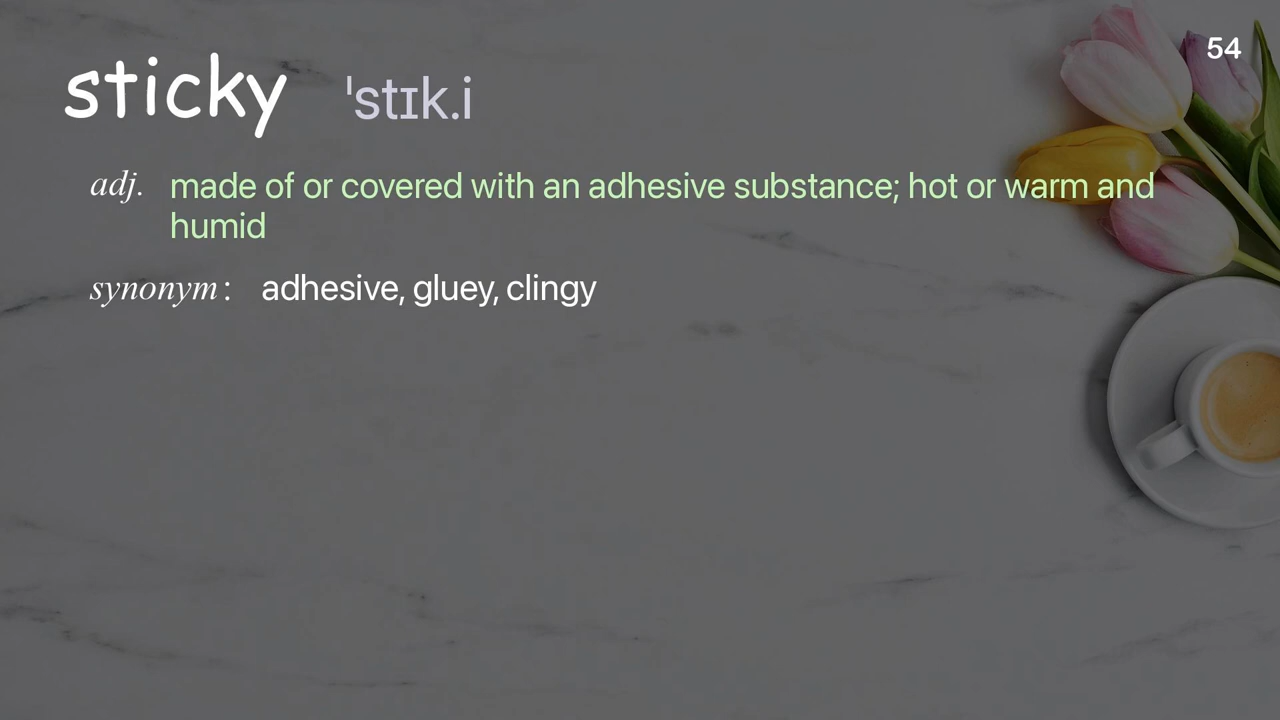 54
sticky ˈstɪk.i
adj. made of or covered with an adhesive substance; hot or warm and
humid
synonym: adhesive, gluey, clingy